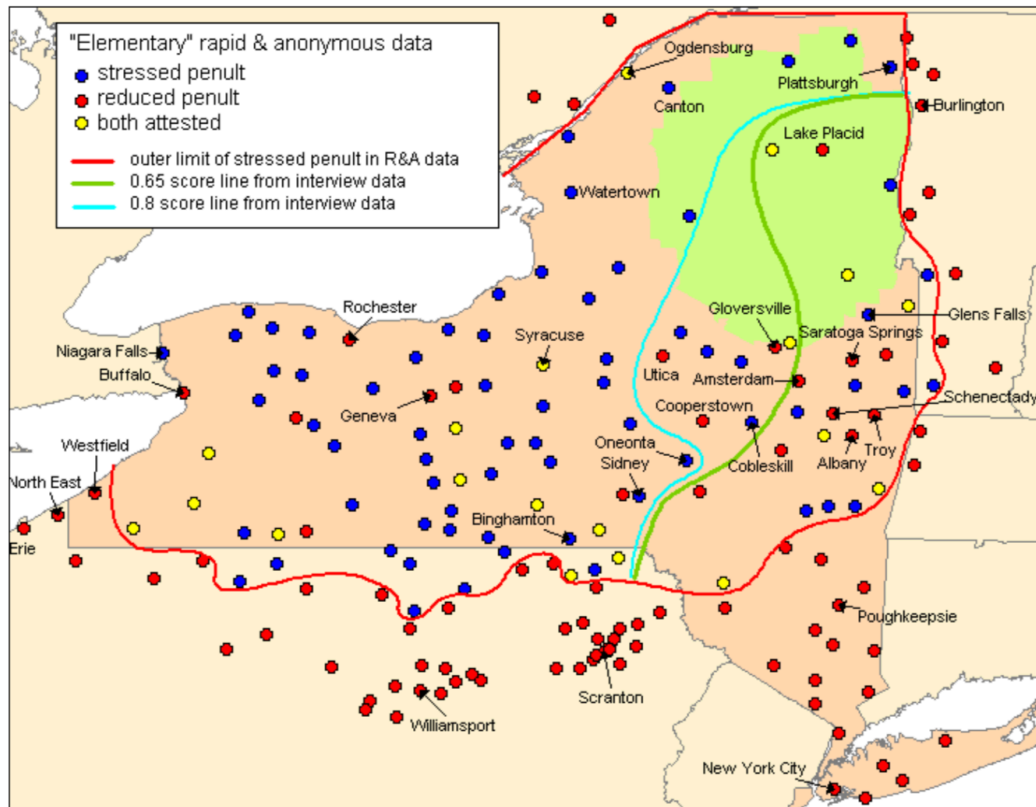 "Elementary" rapid & anonymous data
stressed penult
reduced penult
both attested
outer limit of stressed penult in R&A data
0.65 score line from interview data
0.8 score line from interview data
Ogdensburg
Plattsburgh
Canton
Burlington
Lake Placid
Watertown
Rochester
Gloversville
Glens Falls
Saratoga Springs
Syracuse
Niagara Falls
Utica
Amsterdam
Buffalo
Schenectady
Geneva
Cooperstown
Troy
Westfield
Oneonta
Cobleskill
Albany
Sidney
North East
Binghamton
Erie
Poughkeepsie
Scranton
Williamsport
New York City